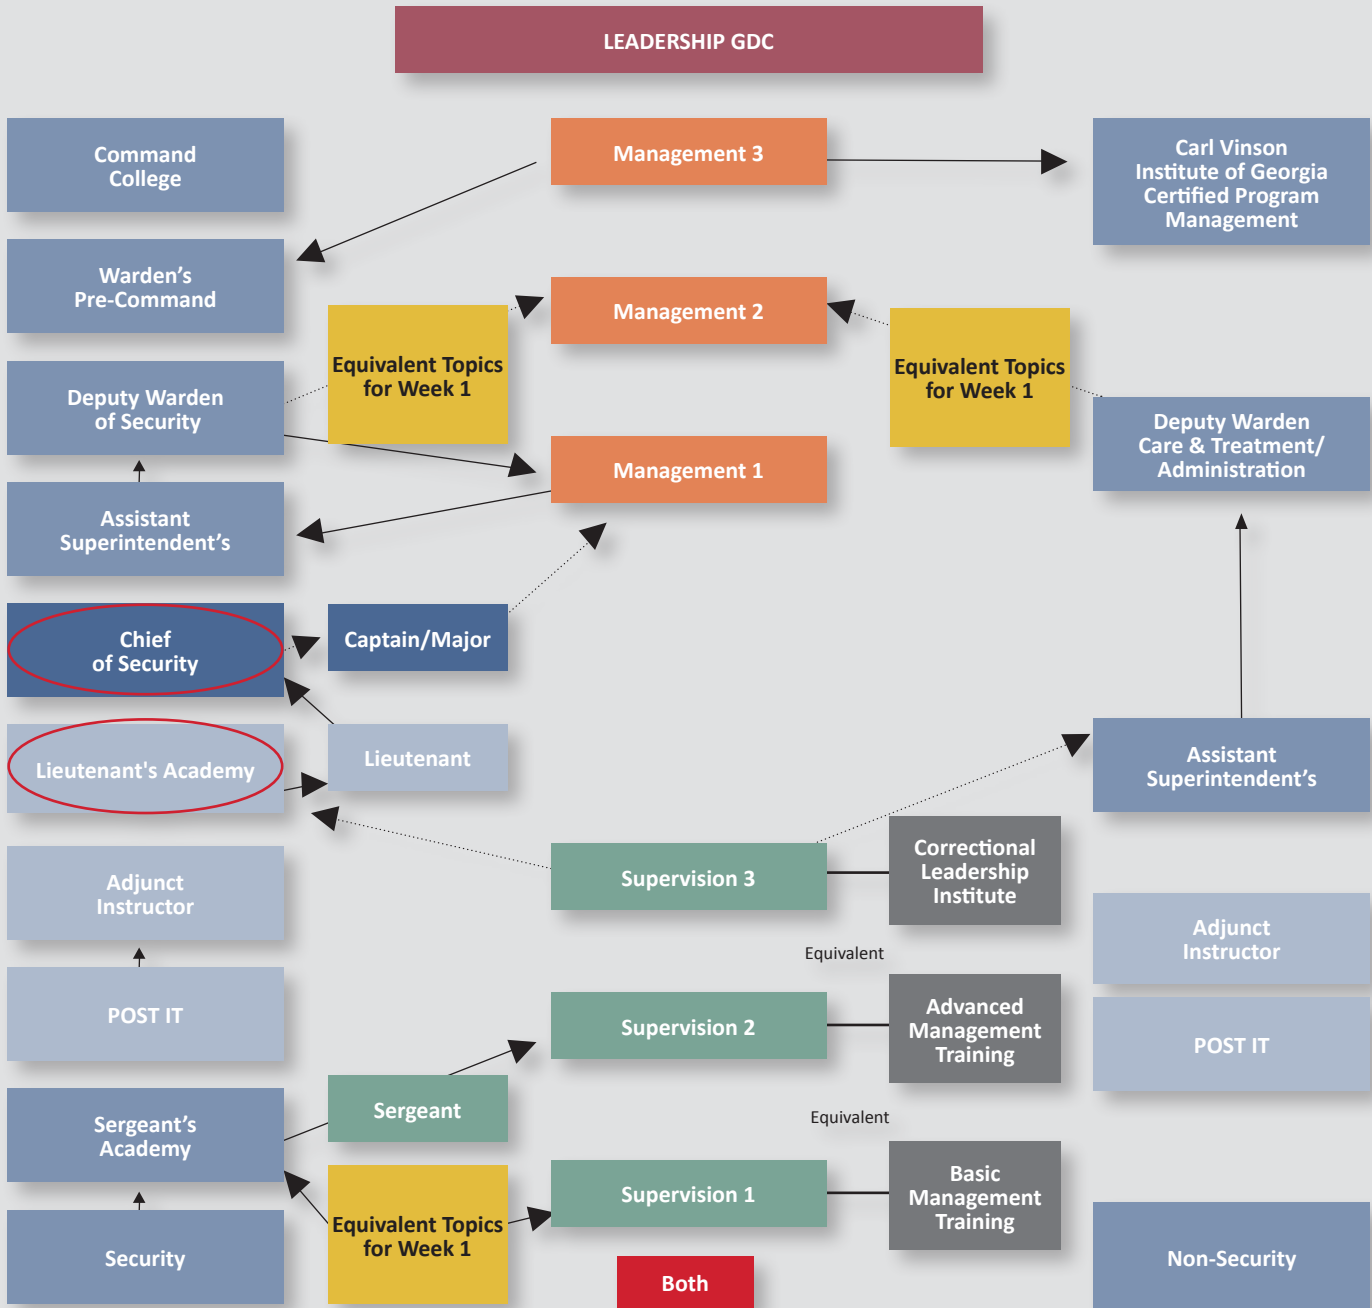 LEADERSHIP GDC
Command
College
Management 3
Carl Vinson
Institute of Georgia
Certified Program
Management
Warden’s
Pre-Command
Management 2
Equivalent Topics
for Week 1
Equivalent Topics
for Week 1
Deputy Warden
of Security
Deputy Warden
Care & Treatment/
Administration
Management 1
Assistant
Superintendent’s
Chief
of Security
Captain/Major
Lieutenant's Academy
Lieutenant
Assistant
Superintendent’s
Supervision 3
Correctional
Leadership
Institute
Adjunct
Instructor
Adjunct
Instructor
Equivalent
POST IT
Supervision 2
Advanced
Management
Training
POST IT
Sergeant’s
Academy
Sergeant
Equivalent
Supervision 1
Basic
Management
Training
Security
Equivalent Topics
for Week 1
Both
Non-Security